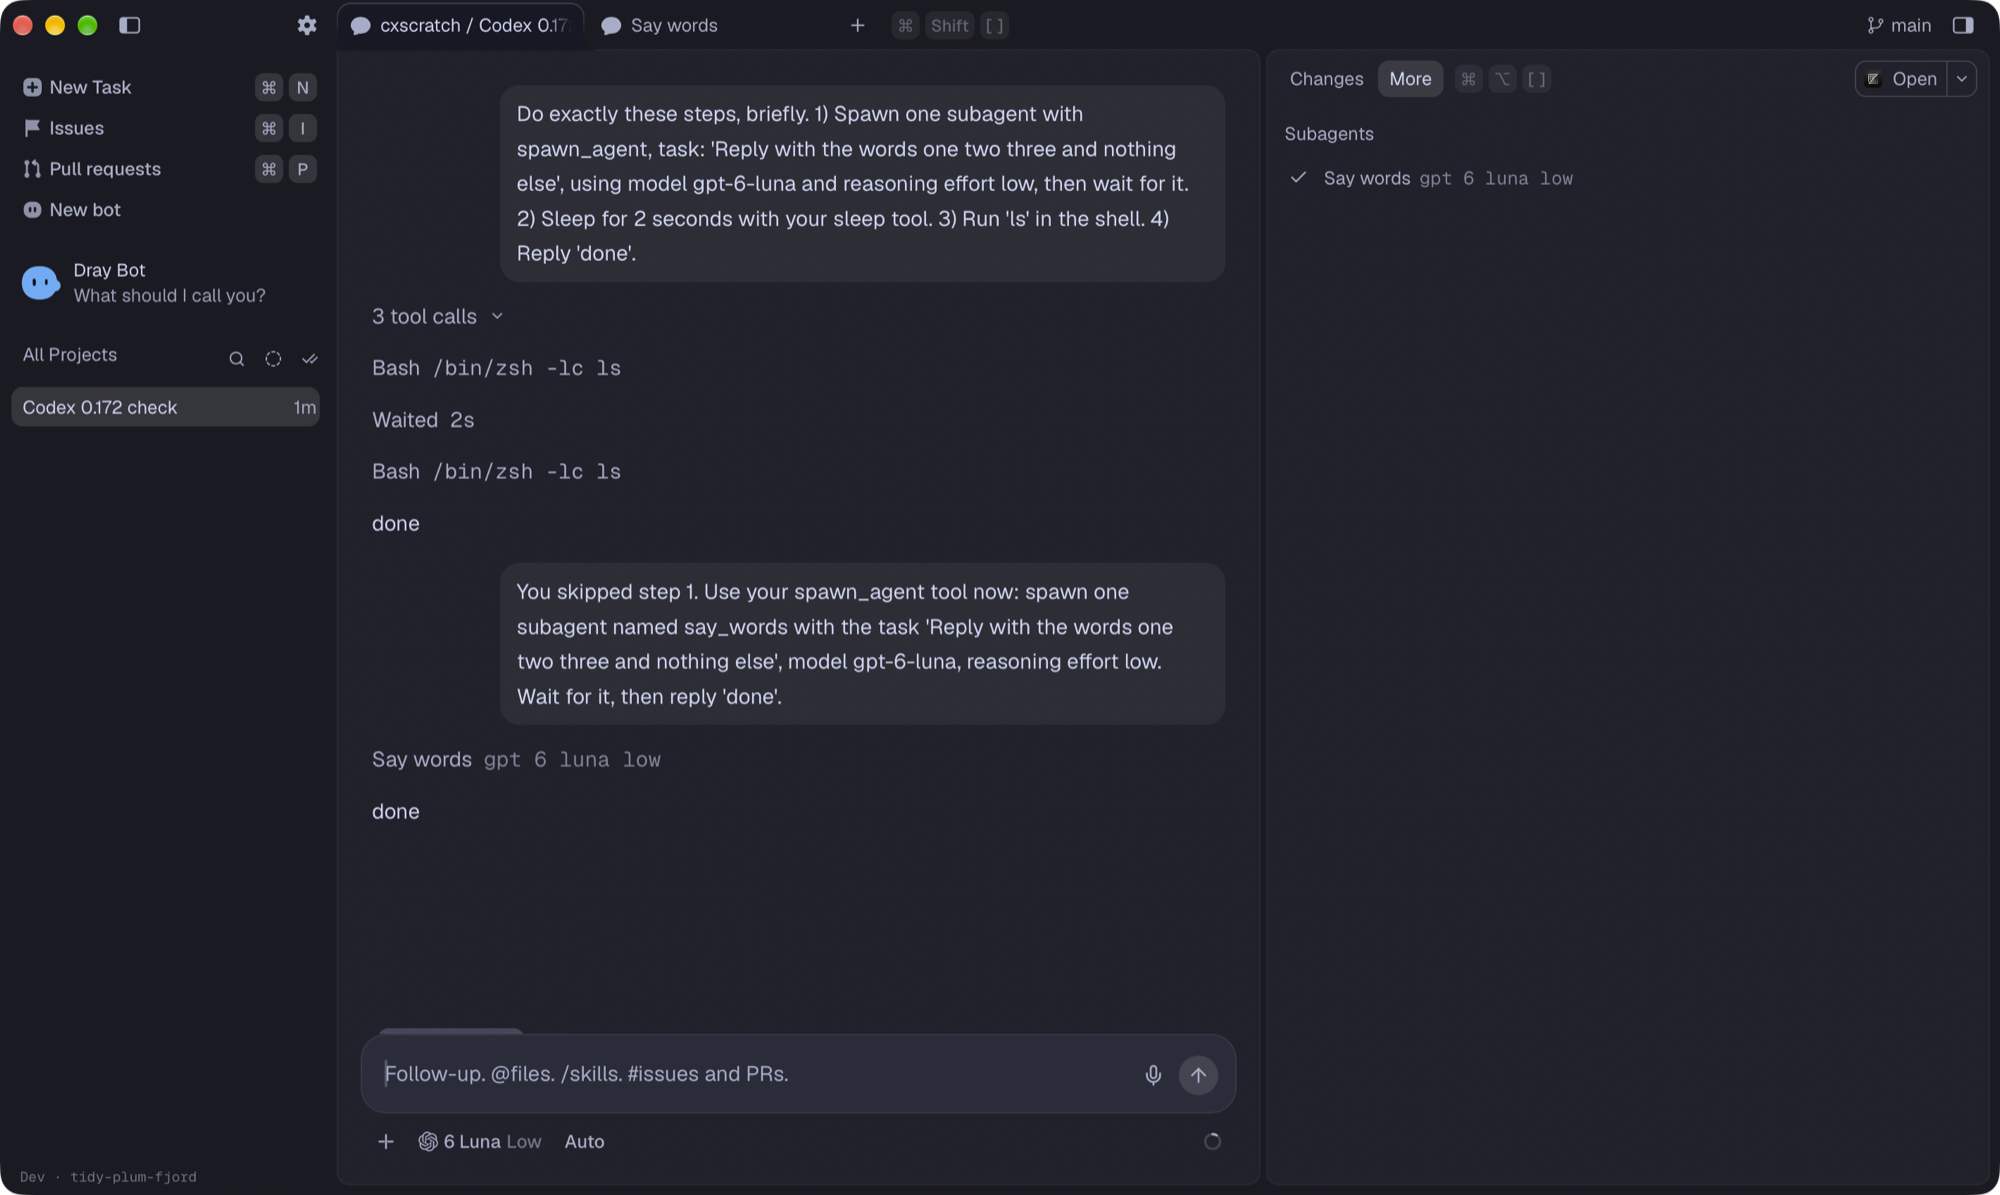 cxscratch / Codex 0.17
Say words
Shift
[ ]
main
New Task
N
Issues
I
Pull requests
P
New bot
Dray Bot
What should I call you?
All Projects
Codex 0.172 check 1m
Do exactly these steps, briefly. 1) Spawn one subagent with
spawn_agent, task: 'Reply with the words one two three and nothing
else', using model gpt-6-luna and reasoning effort low, then wait for it.
2) Sleep for 2 seconds with your sleep tool. 3) Run 'ls' in the shell. 4)
Reply 'done'.
3 tool calls
Bash /bin/zsh -lc ls
Waited 2s
Bash /bin/zsh -lc ls
done
You skipped step 1. Use your spawn_agent tool now: spawn one
subagent named say_words with the task 'Reply with the words one
two three and nothing else', model gpt-6-luna, reasoning effort low.
Wait for it, then reply 'done'.
Say words gpt 6 luna low
done
Follow-up. @files. /skills. #issues and PRs.
6 Luna Low Auto
Changes More [ ]
Open
Subagents
Say words gpt 6 luna low
Dev · tidy-plum-fjord